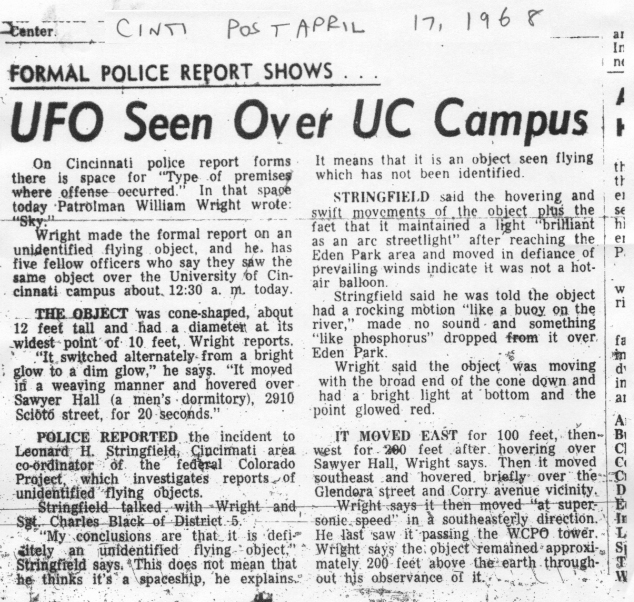 Center.
CINTI POST APRIL 17, 1968
FORMAL POLICE REPORT SHOWS . . .
UFO Seen Over UC Campus
On Cincinnati police report forms
there is space for "Type of premises
where offense occurred." In that space
today Patrolman William Wright wrote:
"Sky."
Wright made the formal report on an
unidentified flying object, and he has
five fellow officers who say they saw the
same object over the University of Cin-
cinnati campus about 12:30 a. m. today.
THE OBJECT was cone-shaped, about
12 feet tall and had a diameter at its
widest point of 10 feet, Wright reports.
"It switched alternately from a bright
glow to a dim glow," he says. "It moved
in a weaving manner and hovered over
Sawyer Hall (a men's dormitory), 2910
Scioto street, for 20 seconds."
POLICE REPORTED the incident to
Leonard H. Stringfield, Cincinnati area
co-ordinator of the federal Colorado
Project, which investigates reports of
unidentified flying objects.
Stringfield talked with Wright and
Sgt. Charles Black of District 5.
"My conclusions are that it is defi-
nitely an unidentified flying object,"
Stringfield says. "This does not mean that
he thinks it's a spaceship, he explains.
It means that it is an object seen flying
which has not been identified.
STRINGFIELD said the hovering and
swift movements of the object plus the
fact that it maintained a light "brilliant
as an arc streetlight" after reaching the
Eden Park area and moved in defiance of
prevailing winds indicate it was not a hot-
air balloon.
Stringfield said he was told the object
had a rocking motion "like a buoy on the
river," made no sound and something
"like phosphorus" dropped from it over
Eden Park.
Wright said the object was moving
with the broad end of the cone down and
had a bright light at bottom and the
point glowed red.
IT MOVED EAST for 100 feet, then
west for 200 feet after hovering over
Sawyer Hall, Wright says. Then it moved
southeast and hovered briefly over the
Glendora street and Corry avenue vicinity.
Wright says it then moved "at super-
sonic speed" in a southeasterly direction.
He last saw it passing the WCPO tower.
Wright says the object remained approxi-
mately 200 feet above the earth through-
out his observance of it.